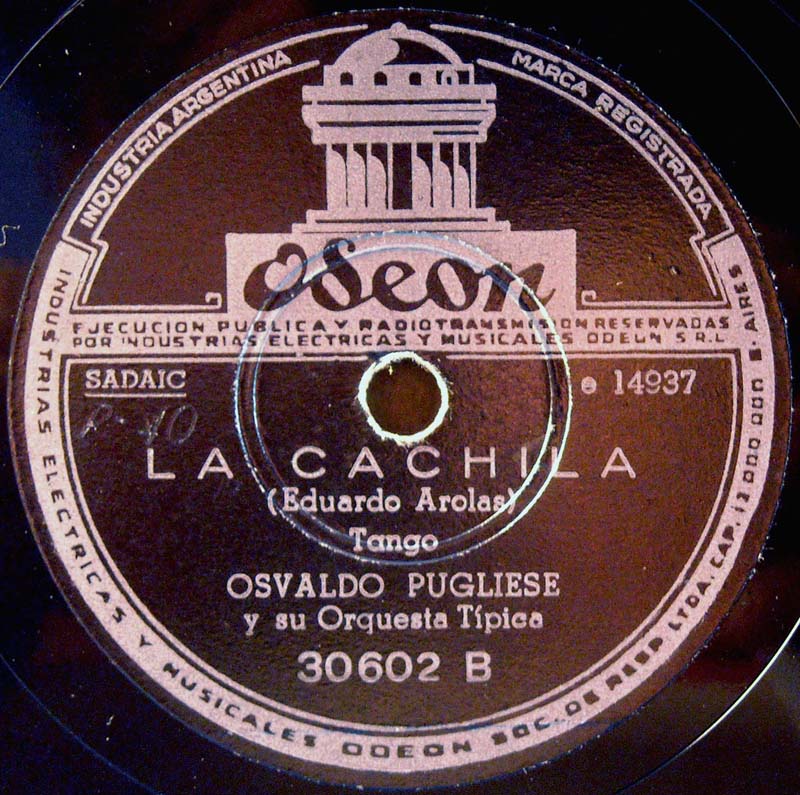 INDUSTRIA ARGENTINA
MARCA REGISTRADA
Odeon
EJECUCION PUBLICA Y RADIOTRANSMISION RESERVADAS
POR INDUSTRIAS ELECTRICAS Y MUSICALES ODEON S R L
SADAIC
e 14937
LA CACHILA
(Eduardo Arolas)
Tango
OSVALDO PUGLIESE
y su Orquesta Típica
30602 B
INDUSTRIAS ELECTRICAS Y MUSICALES ODEON SOC. DE RESP LTDA. CAP. 12 000 000 B. AIRES